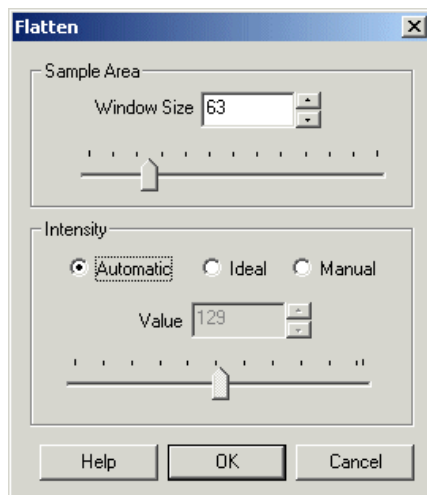 Flatten
Sample Area
Window Size 63
Intensity
Automatic Ideal Manual
Value 129
Help OK Cancel